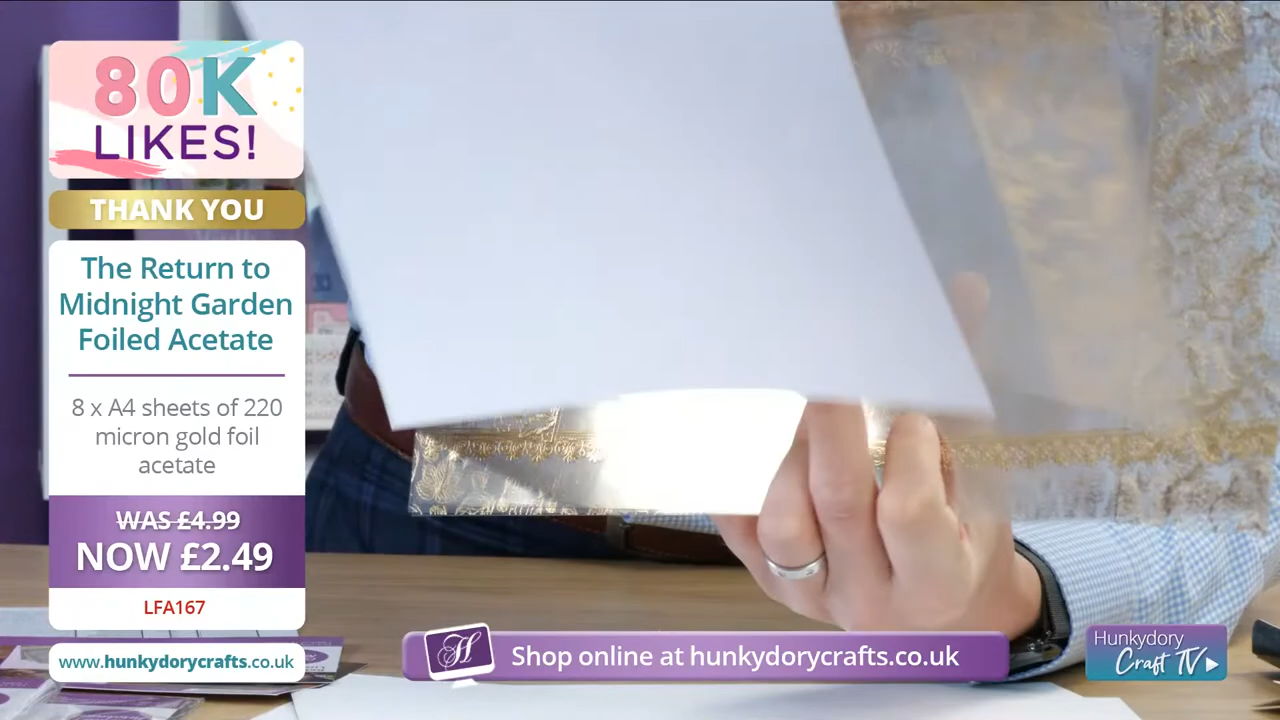 80K
LIKES!
THANK YOU
The Return to
Midnight Garden
Foiled Acetate
8 x A4 sheets of 220
micron gold foil
acetate
WAS £4.99
NOW £2.49
LFA167
www.hunkydorycrafts.co.uk
H
Shop online at hunkydorycrafts.co.uk
Hunkydory
Craft TV